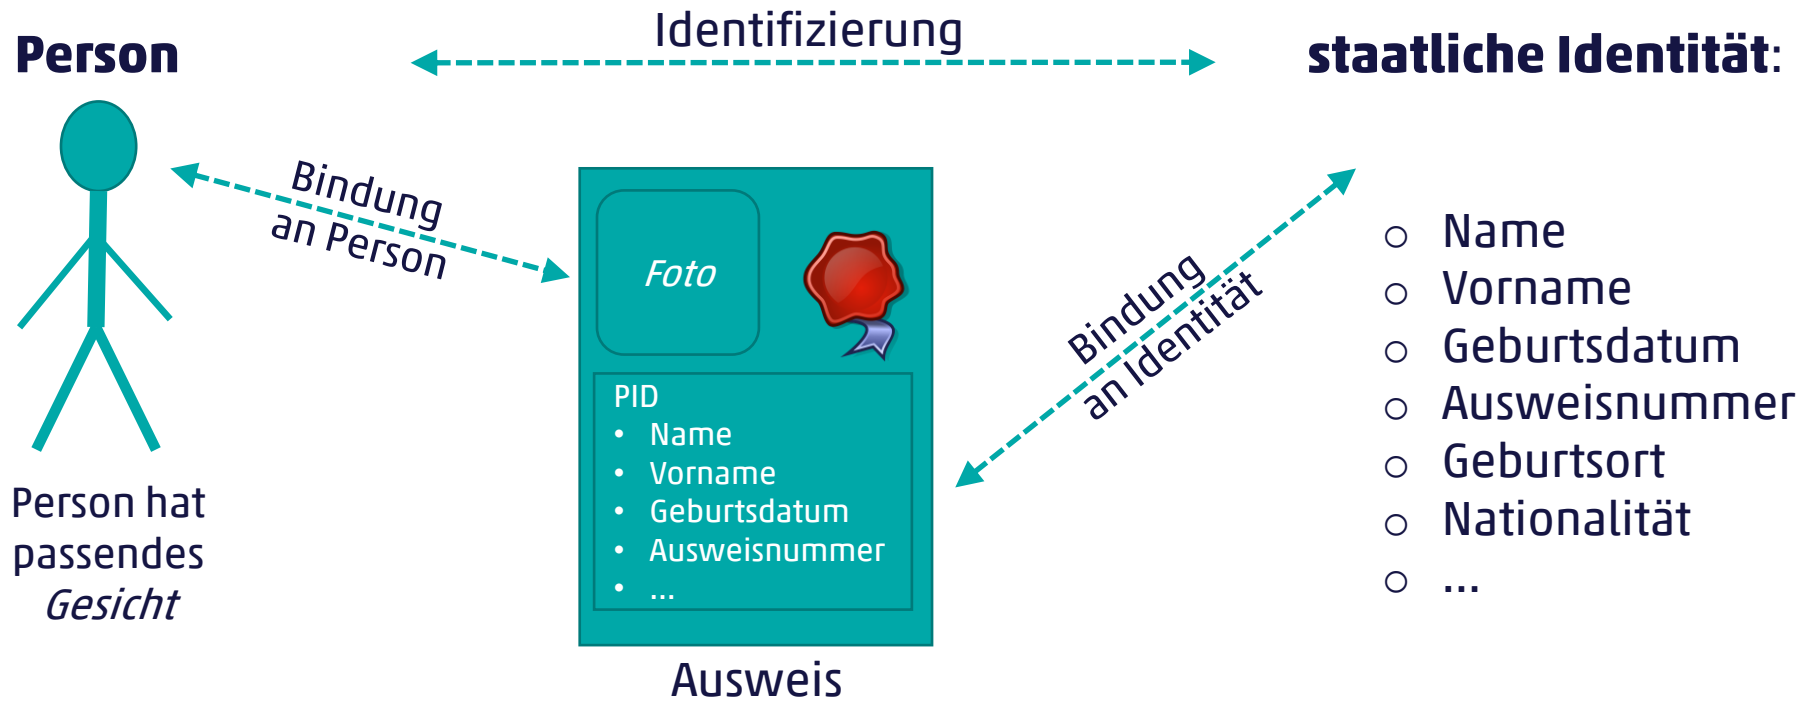 Identifizierung
Person
staatliche Identität:
Bindung
an Person
Foto
Bindung
an Identität
PID
• Name
• Vorname
• Geburtsdatum
• Ausweisnummer
• ...
Ausweis
Person hat
passendes
Gesicht
○ Name
○ Vorname
○ Geburtsdatum
○ Ausweisnummer
○ Geburtsort
○ Nationalität
○ ...